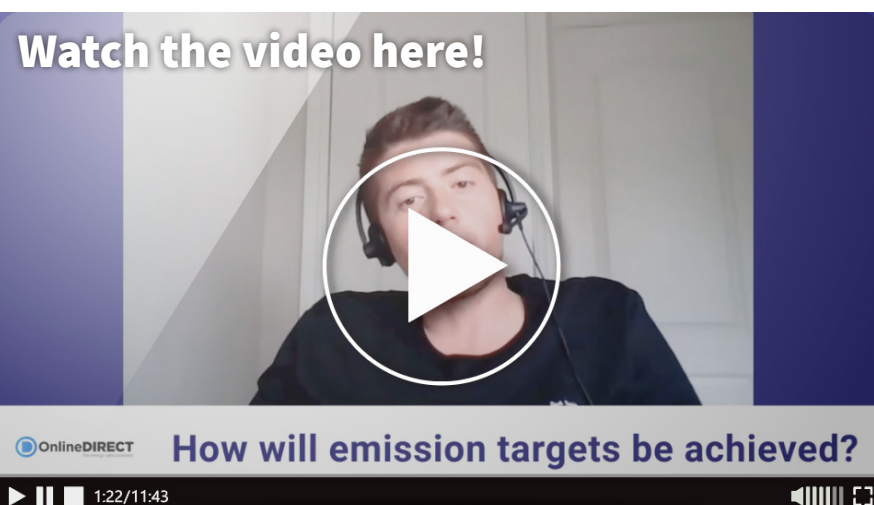 Watch the video here!
OnlineDIRECT
How will emission targets be achieved?
1:22/11:43